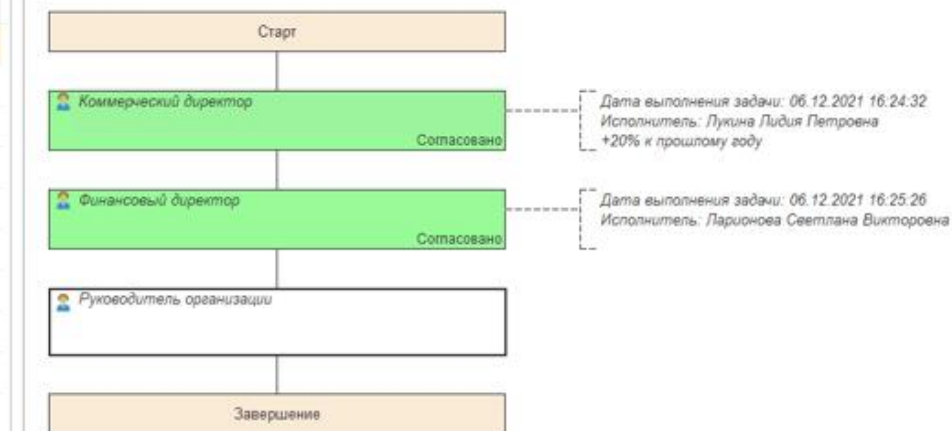 Старт
Коммерческий директор
Согласовано
Дата выполнения задачи: 06.12.2021 16:24:32
Исполнитель: Лукина Лидия Петровна
+20% к прошлому году
Финансовый директор
Согласовано
Дата выполнения задачи: 06.12.2021 16:25:26
Исполнитель: Ларионова Светлана Викторовна
Руководитель организации
Завершение